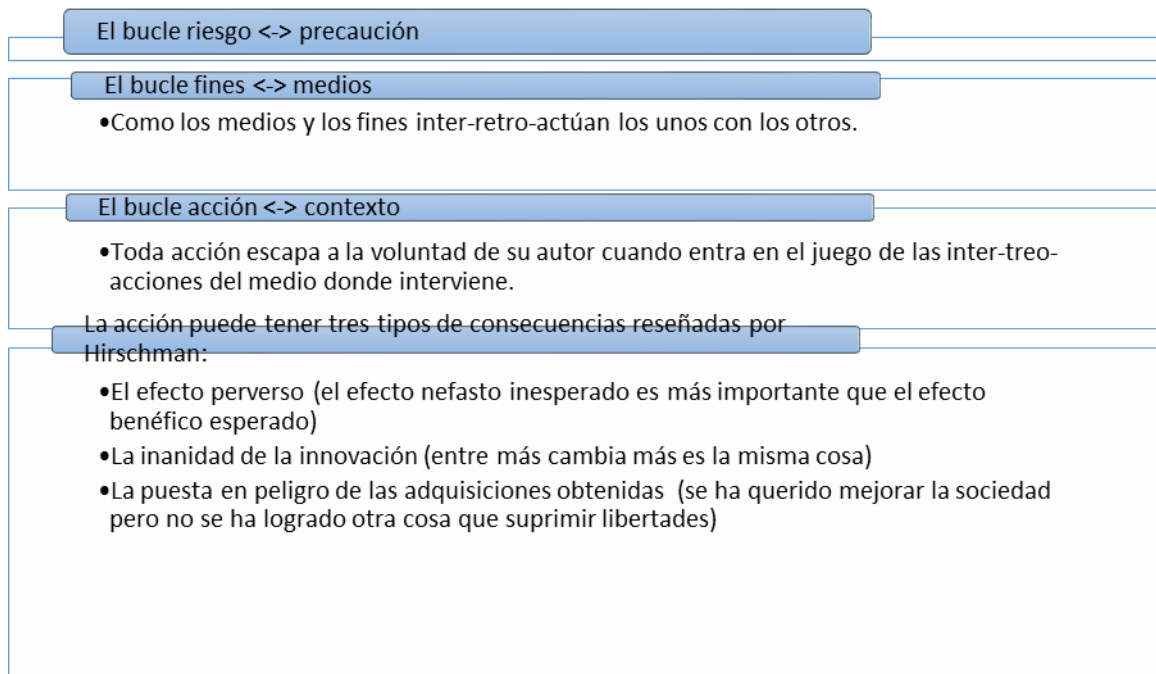 El bucle riesgo <-> precaución
El bucle fines <-> medios
•Como los medios y los fines inter-retro-actúan los unos con los otros.
El bucle acción <-> contexto
•Toda acción escapa a la voluntad de su autor cuando entra en el juego de las inter-treo-
acciones del medio donde interviene.
La acción puede tener tres tipos de consecuencias reseñadas por
Hirschman:
•El efecto perverso (el efecto nefasto inesperado es más importante que el efecto
benéfico esperado)
•La inanidad de la innovación (entre más cambia más es la misma cosa)
•La puesta en peligro de las adquisiciones obtenidas (se ha querido mejorar la sociedad
pero no se ha logrado otra cosa que suprimir libertades)